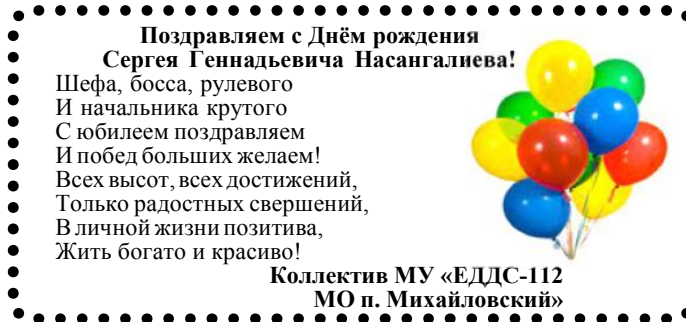 Поздравляем с Днём рождения
Сергея Геннадьевича Насангалиева!
Шефа, босса, рулевого
И начальника крутого
С юбилеем поздравляем
И побед больших желаем!
Всех высот, всех достижений,
Только радостных свершений,
В личной жизни позитива,
Жить богато и красиво!
Коллектив МУ «ЕДДС-112
МО п. Михайловский»